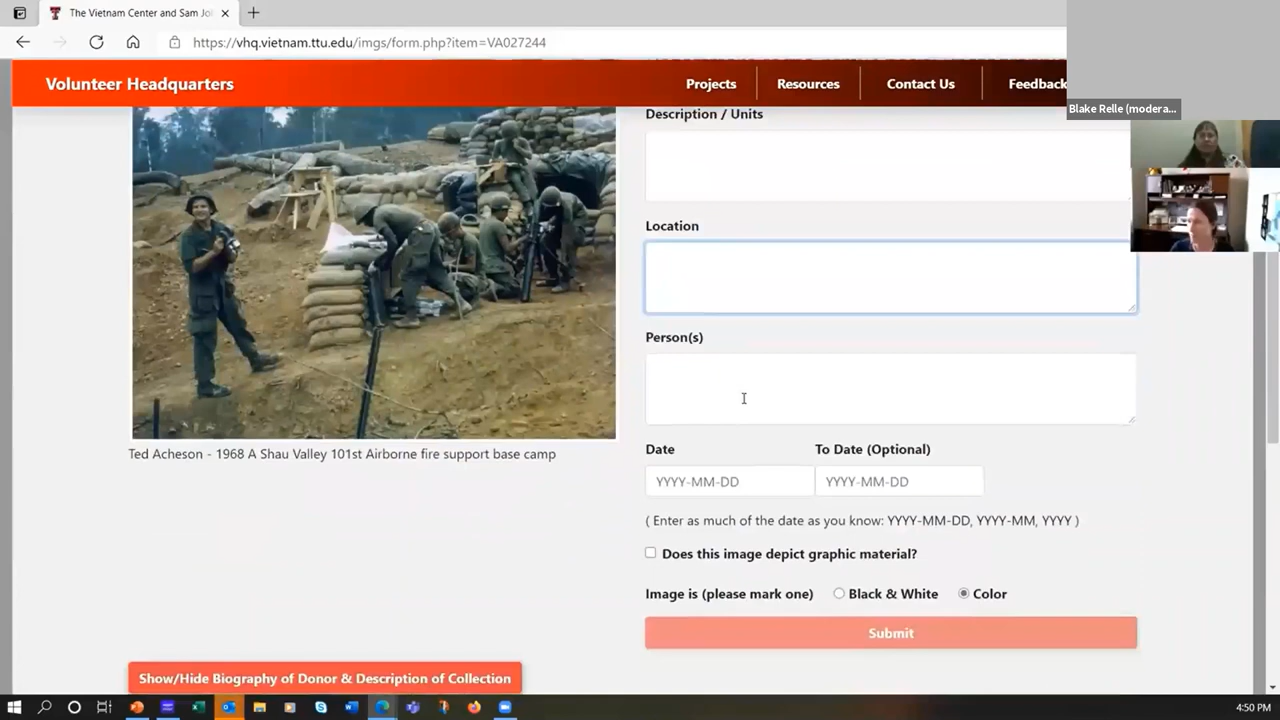 The Vietnam Center and Sam Jo
https://vhq.vietnam.ttu.edu/imgs/form.php?item=VA027244
Volunteer Headquarters
Projects
Resources
Contact Us
Feedback
Blake Relle (modera...
Description / Units
Location
Person(s)
Date
To Date (Optional)
YYYY-MM-DD
YYYY-MM-DD
( Enter as much of the date as you know: YYYY-MM-DD, YYYY-MM, YYYY )
Does this image depict graphic material?
Image is (please mark one)
Black & White
Color
Submit
Ted Acheson - 1968 A Shau Valley 101st Airborne fire support base camp
Show/Hide Biography of Donor & Description of Collection
4:50 PM